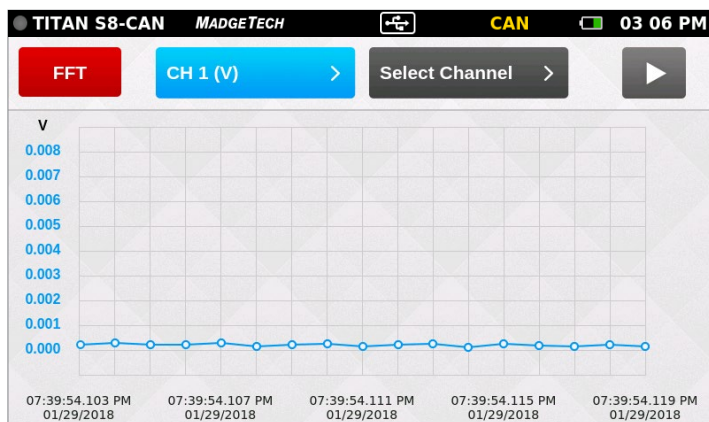 TITAN S8-CAN MADGETECH CAN 03 06 PM
FFT CH 1 (V) > Select Channel >
V
0.008
0.007
0.006
0.005
0.004
0.003
0.002
0.001
0.000
07:39:54.103 PM 07:39:54.107 PM 07:39:54.111 PM 07:39:54.115 PM 07:39:54.119 PM
01/29/2018 01/29/2018 01/29/2018 01/29/2018 01/29/2018